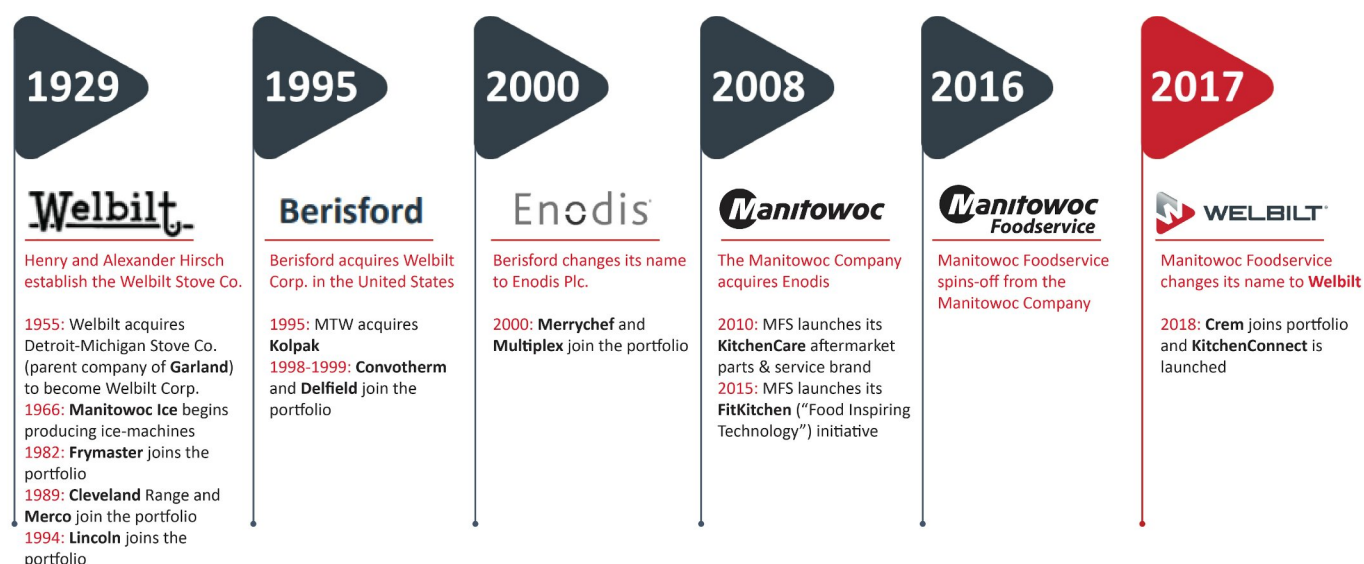 1929
Welbilt
Henry and Alexander Hirsch
establish the Welbilt Stove Co.
1955: Welbilt acquires
Detroit-Michigan Stove Co.
(parent company of Garland)
to become Welbilt Corp.
1966: Manitowoc Ice begins
producing ice-machines
1982: Frymaster joins the
portfolio
1989: Cleveland Range and
Merco join the portfolio
1994: Lincoln joins the
portfolio
1995
Berisford
Berisford acquires Welbilt
Corp. in the United States
1995: MTW acquires
Kolpak
1998-1999: Convotherm
and Delfield join the
portfolio
2000
Enodis
Berisford changes its name
to Enodis Plc.
2000: Merrychef and
Multiplex join the portfolio
2008
Manitowoc
The Manitowoc Company
acquires Enodis
2010: MFS launches its
KitchenCare aftermarket
parts & service brand
2015: MFS launches its
FitKitchen (“Food Inspiring
Technology”) initiative
2016
Manitowoc
Foodservice
Manitowoc Foodservice
spins-off from the
Manitowoc Company
2017
WELBILT
Manitowoc Foodservice
changes its name to Welbilt
2018: Crem joins portfolio
and KitchenConnect is
launched